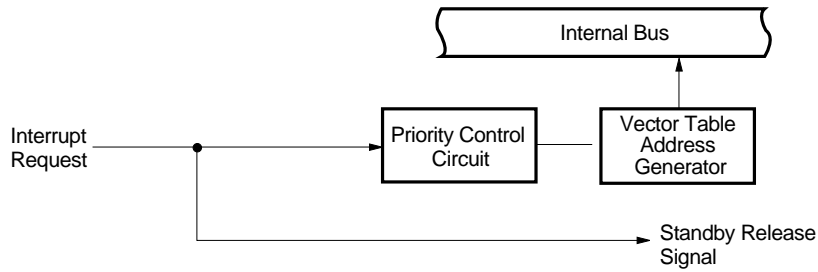 Internal Bus
Interrupt
Request
Priority Control
Circuit
Vector Table
Address
Generator
Standby Release
Signal